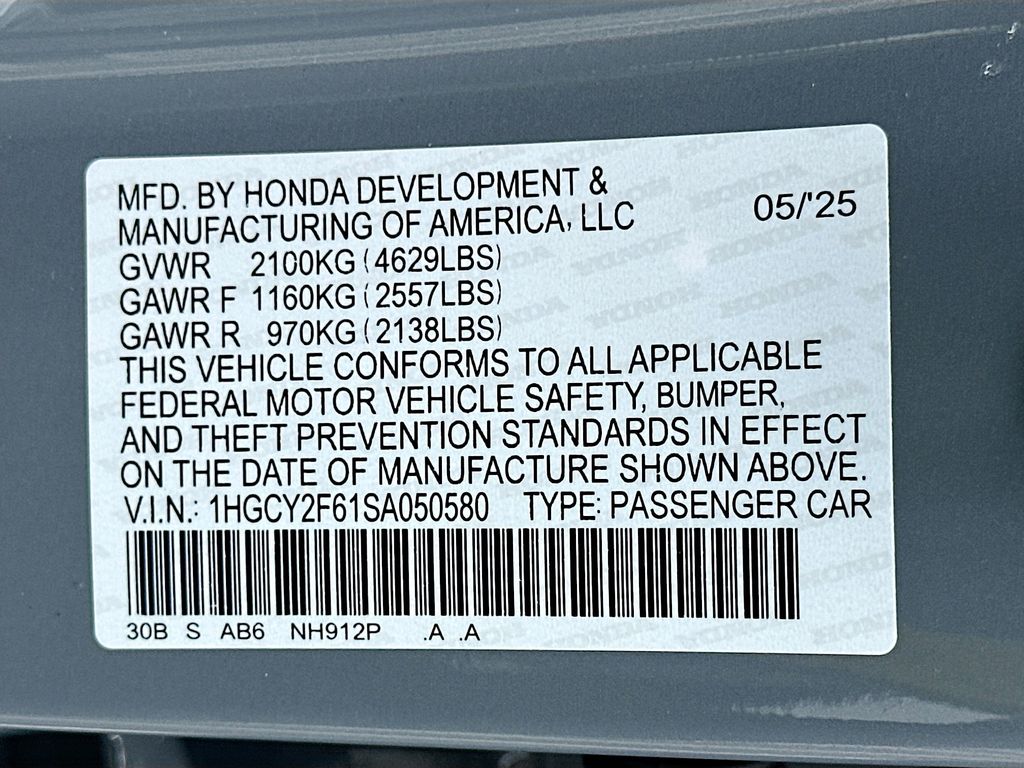 MFD. BY HONDA DEVELOPMENT &
MANUFACTURING OF AMERICA, LLC 05/'25
GVWR 2100KG (4629LBS)
GAWR F 1160KG (2557LBS)
GAWR R 970KG (2138LBS)
THIS VEHICLE CONFORMS TO ALL APPLICABLE
FEDERAL MOTOR VEHICLE SAFETY, BUMPER,
AND THEFT PREVENTION STANDARDS IN EFFECT
ON THE DATE OF MANUFACTURE SHOWN ABOVE.
V.I.N.: 1HGCY2F61SA050580 TYPE: PASSENGER CAR
30B S AB6 NH912P .A .A